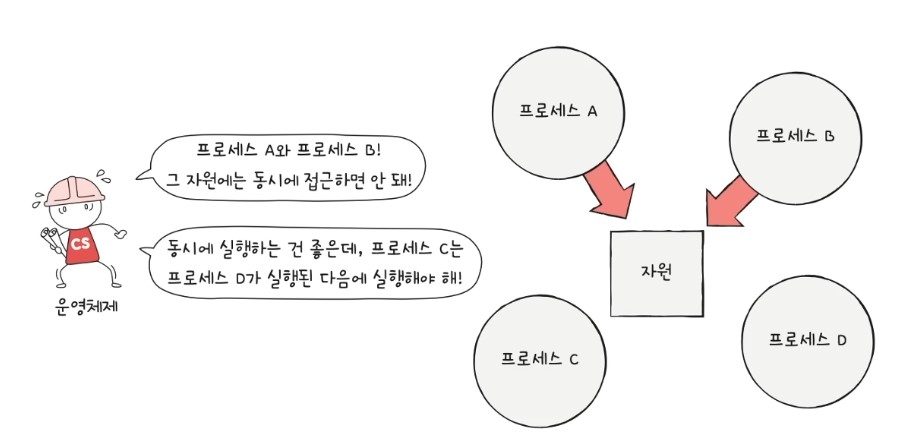 프로세스 A
프로세스 B
프로세스 A와 프로세스 B!
그 자원에는 동시에 접근하면 안 돼!
CS
동시에 실행하는 건 좋은데, 프로세스 C는
프로세스 D가 실행된 다음에 실행해야 해!
운영체제
자원
프로세스 C
프로세스 D